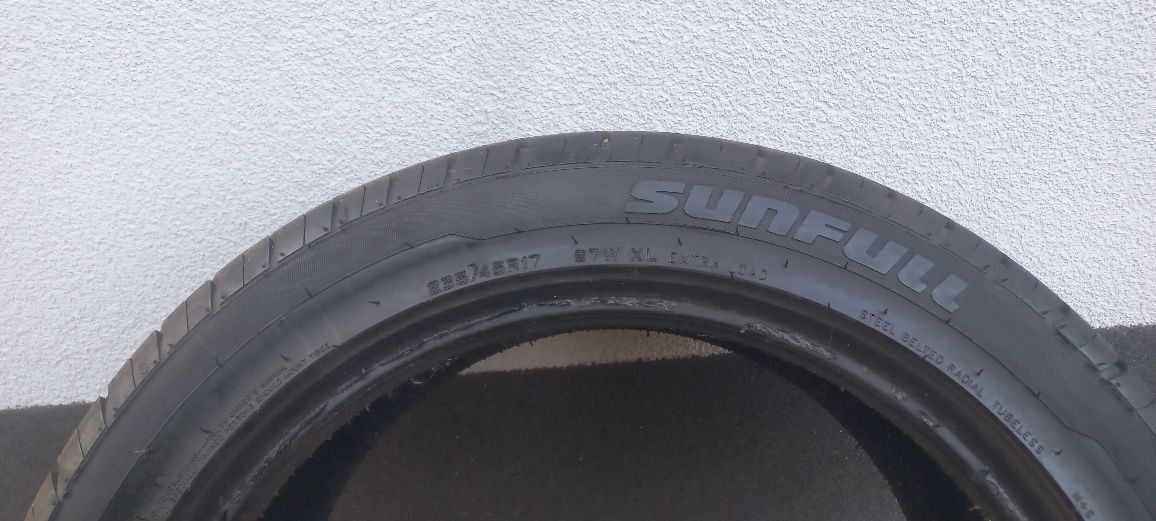 SUNFULL
235/45R17 97W XL EXTRA LOAD
STEEL BELTED RADIAL TUBELESS
M+S